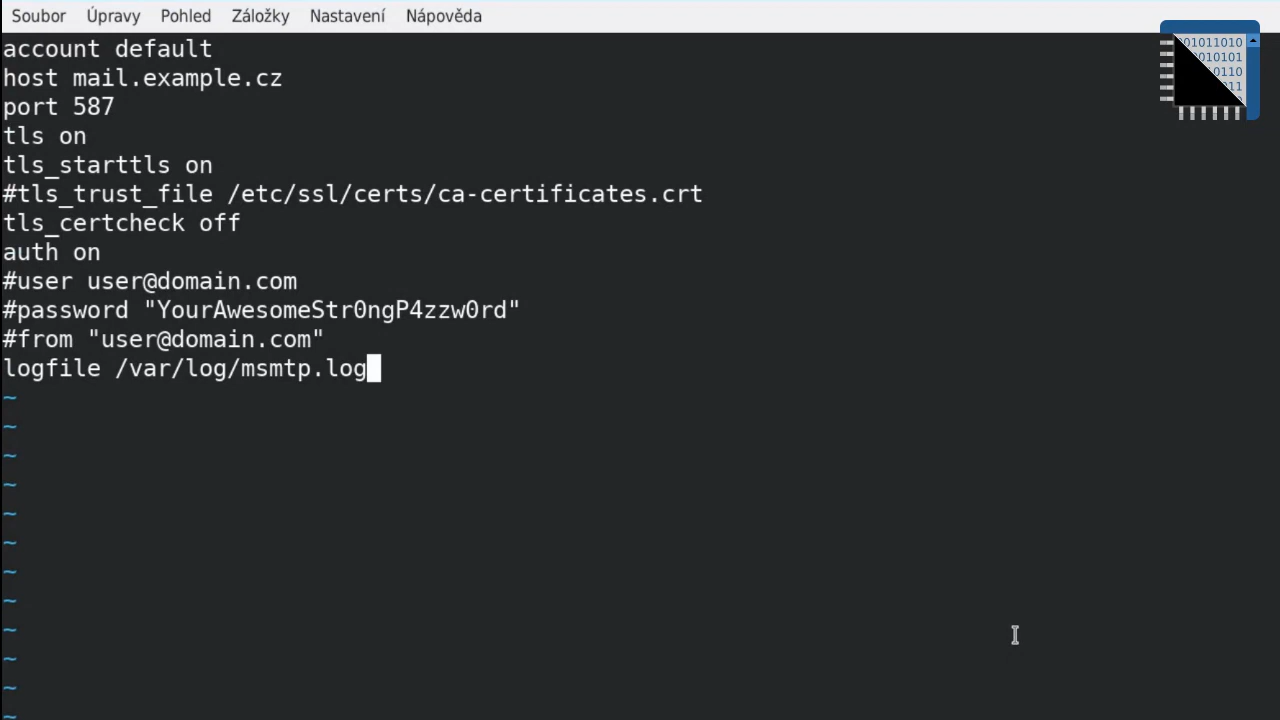 Soubor Úpravy Pohled Záložky Nastavení Nápověda
account default
host mail.example.cz
port 587
tls on
tls_starttls on
#tls_trust_file /etc/ssl/certs/ca-certificates.crt
tls_certcheck off
auth on
#user user@domain.com
#password "YourAwesomeStr0ngP4zzw0rd"
#from "user@domain.com"
logfile /var/log/msmtp.log
~
~
~
~
~
~
~
~
~
~
~
~